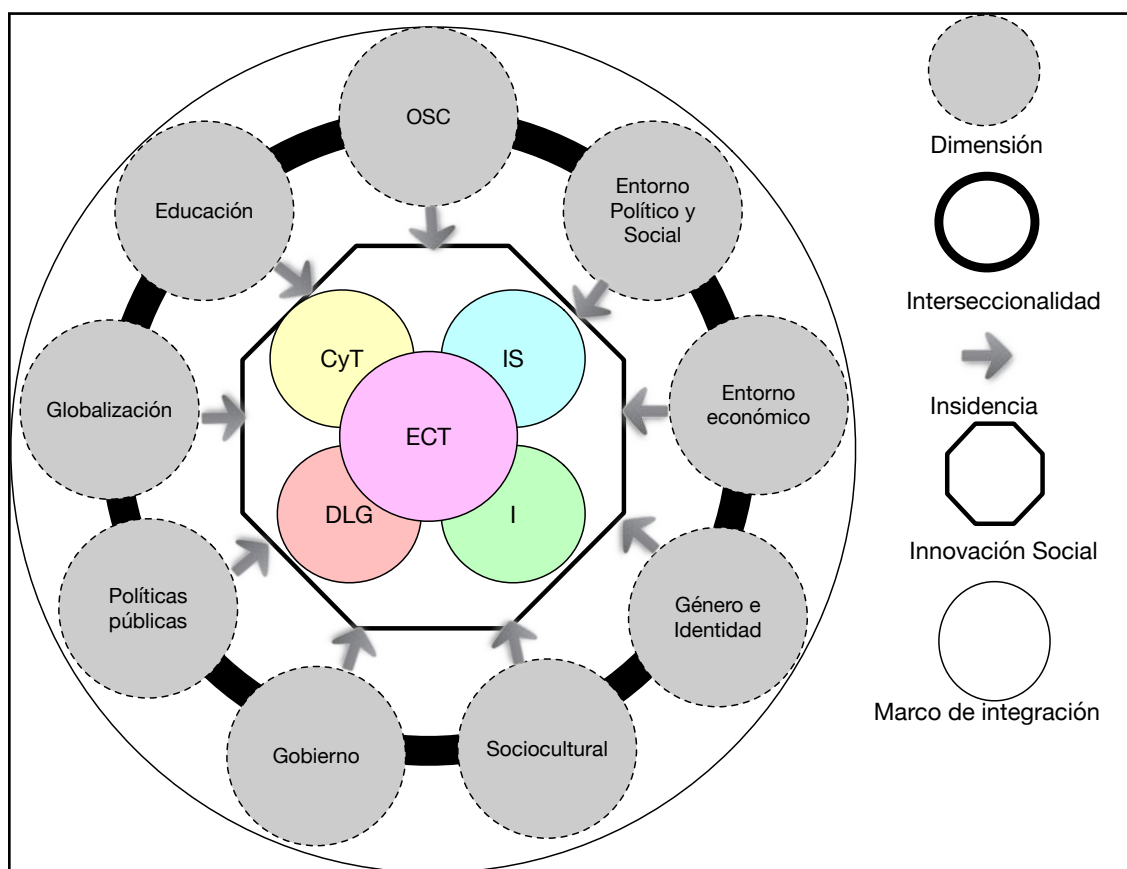 OSC
Educación
Entorno
Político y
Social
Globalización
Entorno
económico
CyT
IS
ECT
DLG
I
Políticas
públicas
Género e
Identidad
Gobierno
Sociocultural
Dimensión
Interseccionalidad
Insidencia
Innovación Social
Marco de integración